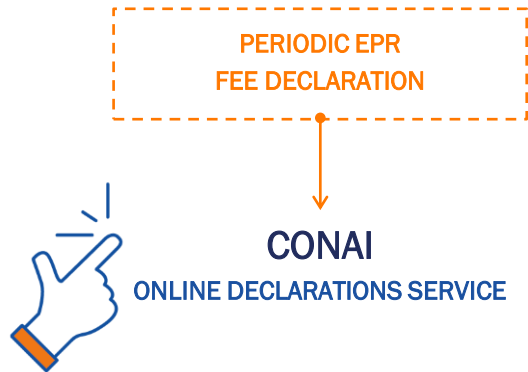 PERIODIC EPR
FEE DECLARATION
CONAI
ONLINE DECLARATIONS SERVICE